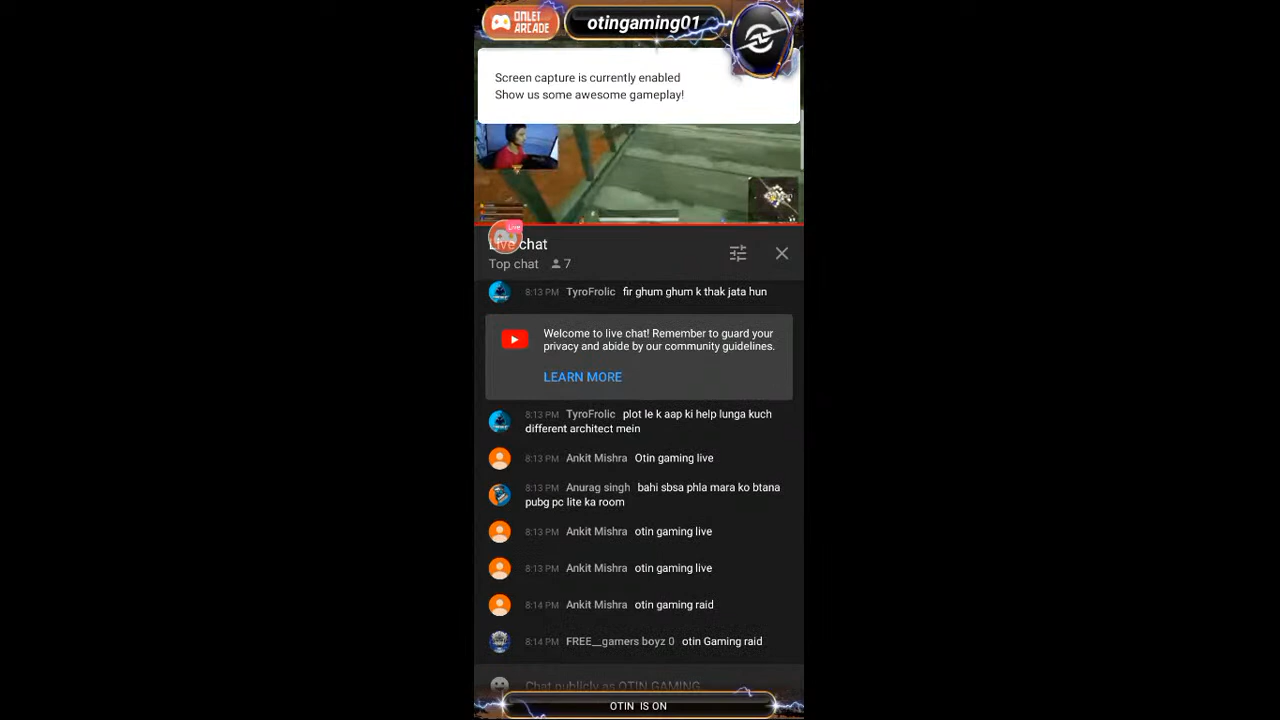 OMLET
ARCADE
otingaming01
Screen capture is currently enabled
Show us some awesome gameplay!
Live
Live chat
Top chat 7
8:13 PM TyroFrolic fir ghum ghum k thak jata hun
Welcome to live chat! Remember to guard your
privacy and abide by our community guidelines.
LEARN MORE
8:13 PM TyroFrolic plot le k aap ki help lunga kuch
different architect mein
8:13 PM Ankit Mishra Otin gaming live
8:13 PM Anurag singh bahi sbsa phla mara ko btana
pubg pc lite ka room
8:13 PM Ankit Mishra otin gaming live
8:13 PM Ankit Mishra otin gaming live
8:14 PM Ankit Mishra otin gaming raid
8:14 PM FREE__gamers boyz 0 otin Gaming raid
Chat publicly as OTIN GAMING
OTIN IS ON